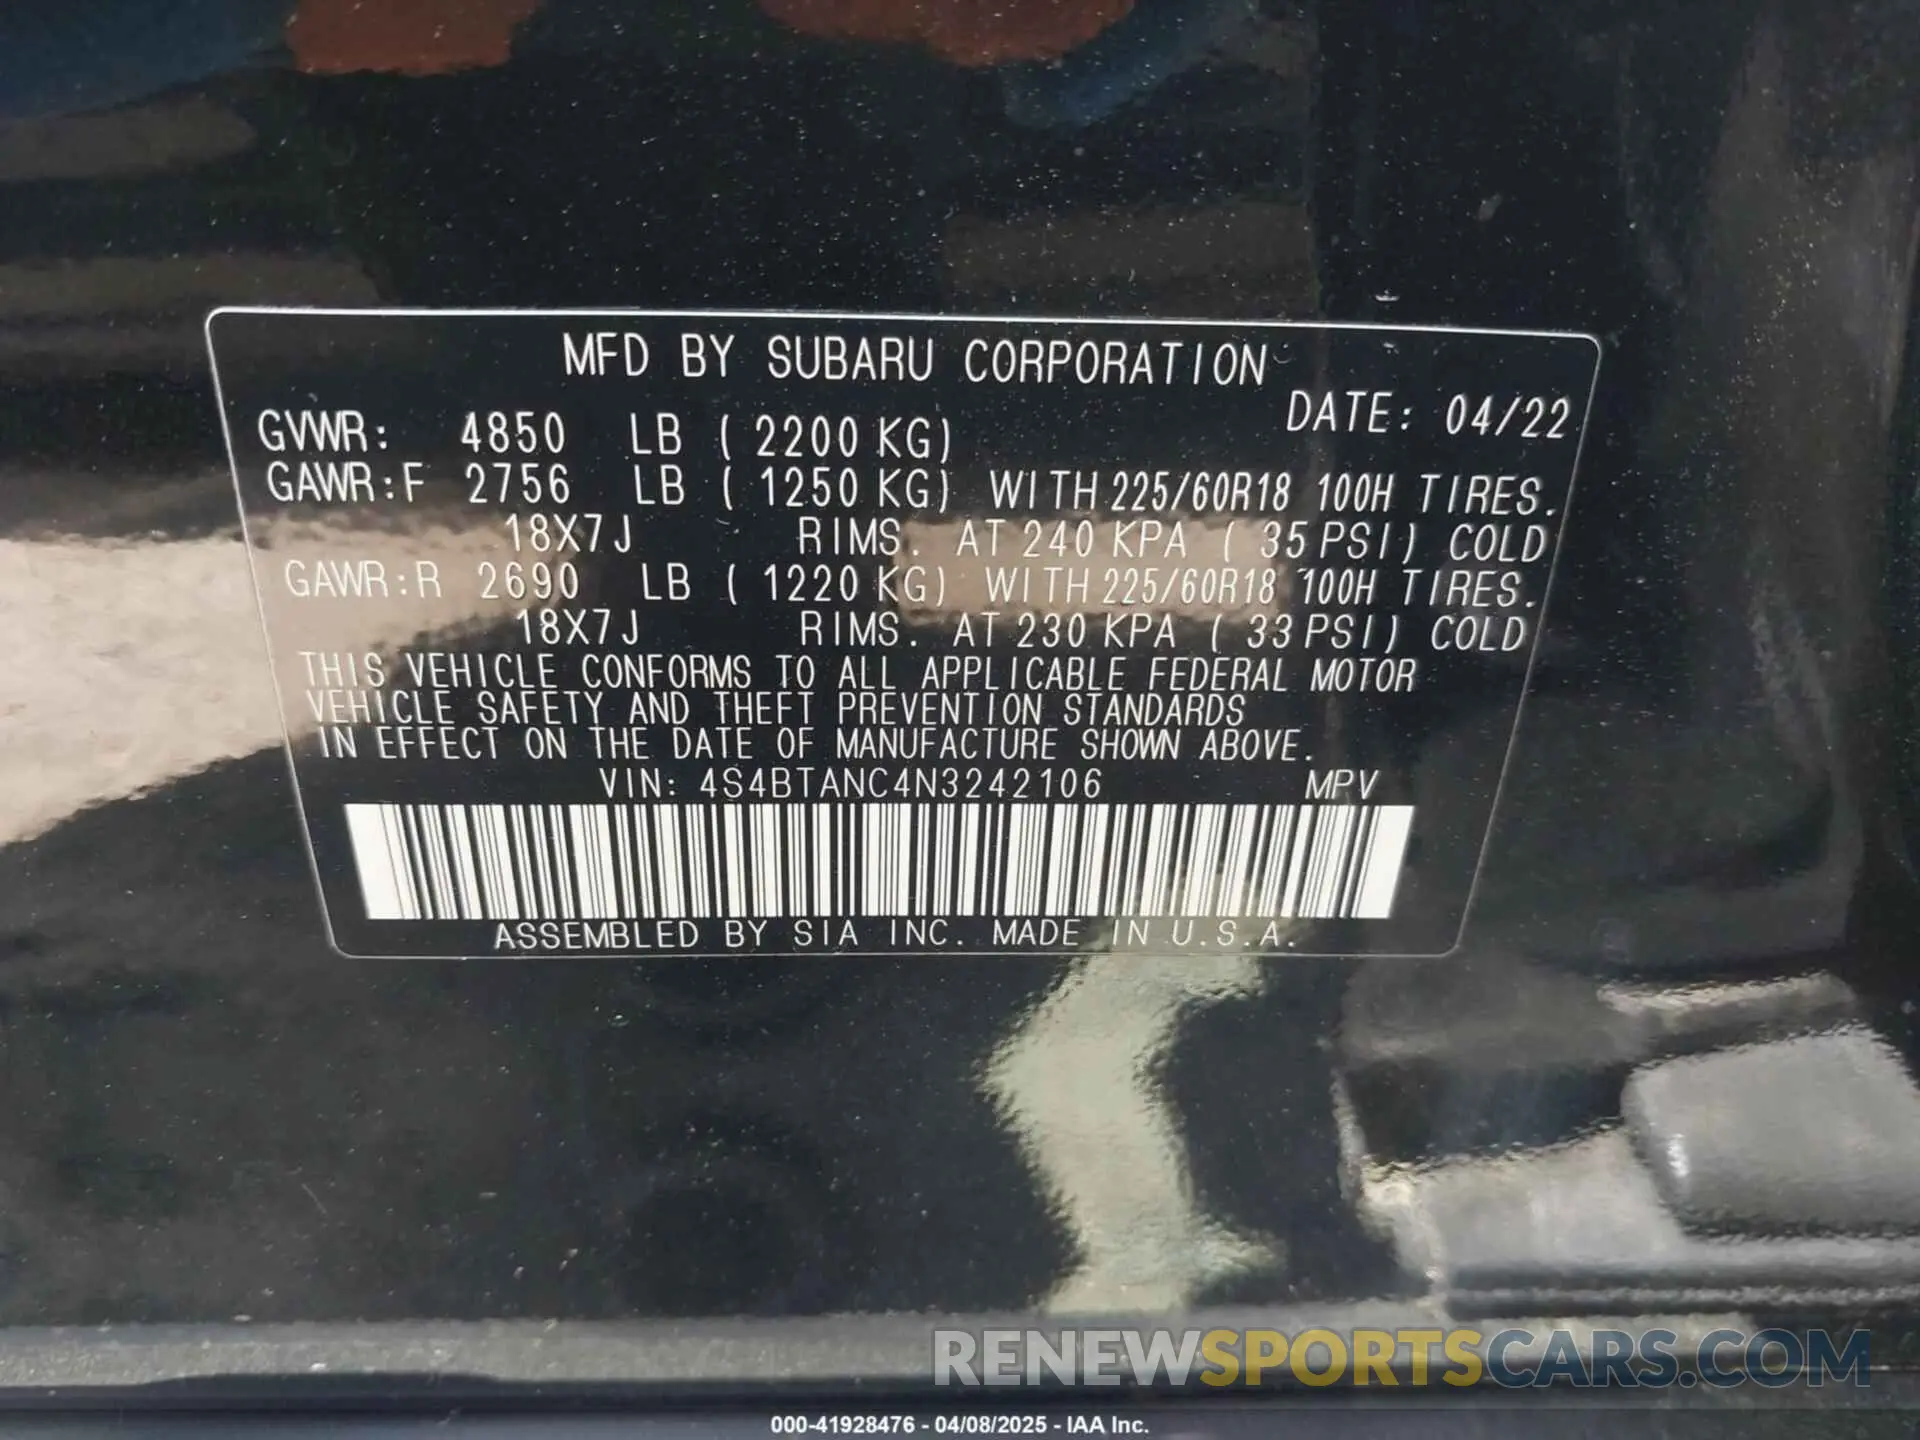 MFD BY SUBARU CORPORATION
DATE: 04/22
GVWR: 4850 LB ( 2200 KG)
GAWR:F 2756 LB ( 1250 KG) WITH 225/60R18 100H TIRES.
18X7J RIMS. AT 240 KPA ( 35 PSI) COLD
GAWR:R 2690 LB ( 1220 KG) WITH 225/60R18 100H TIRES.
18X7J RIMS. AT 230 KPA ( 33 PSI) COLD
THIS VEHICLE CONFORMS TO ALL APPLICABLE FEDERAL MOTOR
VEHICLE SAFETY AND THEFT PREVENTION STANDARDS
IN EFFECT ON THE DATE OF MANUFACTURE SHOWN ABOVE.
VIN: 4S4BTANC4N3242106 MPV
ASSEMBLED BY SIA INC. MADE IN U.S.A.
RENEWSPORTSCARS.COM
000-41928476 - 04/08/2025 - IAA Inc.